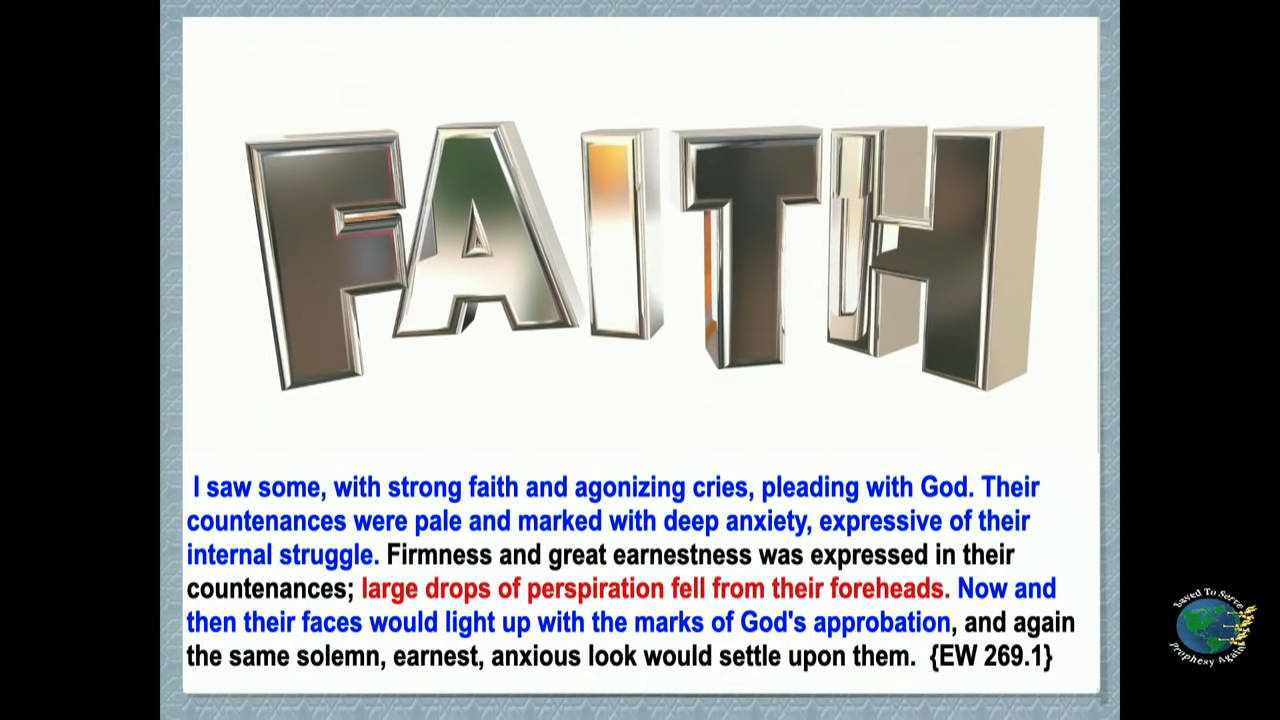 FAITH
I saw some, with strong faith and agonizing cries, pleading with God. Their
countenances were pale and marked with deep anxiety, expressive of their
internal struggle. Firmness and great earnestness was expressed in their
countenances; large drops of perspiration fell from their foreheads. Now and
then their faces would light up with the marks of God's approbation, and again
the same solemn, earnest, anxious look would settle upon them. {EW 269.1}
To Serve
Prophesy Again